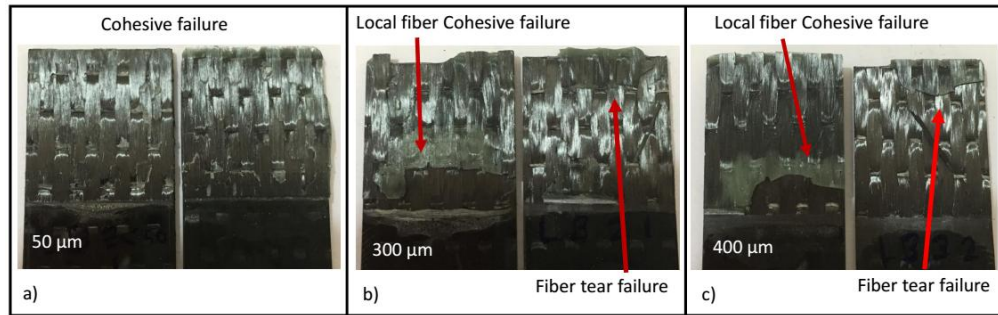 Cohesive failure
50 µm
a)
Local fiber Cohesive failure
300 µm
Fiber tear failure
b)
Local fiber Cohesive failure
400 µm
Fiber tear failure
c)